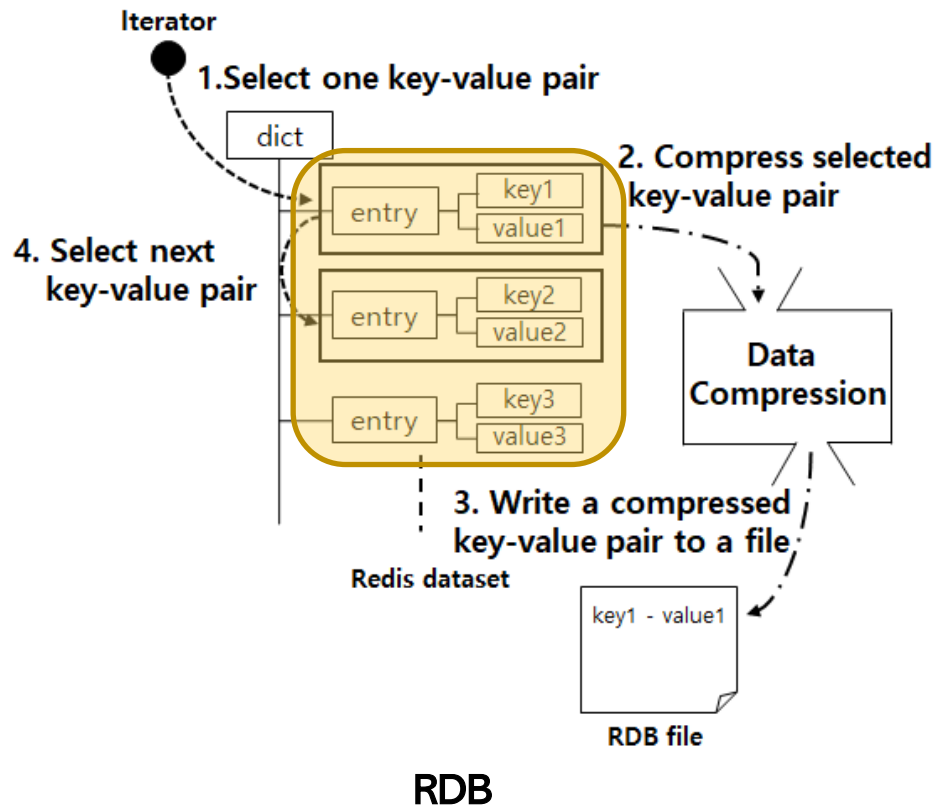 Iterator
1.Select one key-value pair
dict
2. Compress selected
key-value pair
entry
key1
value1
4. Select next
key-value pair
entry
key2
value2
Data
Compression
entry
key3
value3
3. Write a compressed
key-value pair to a file
Redis dataset
key1 - value1
RDB file
RDB